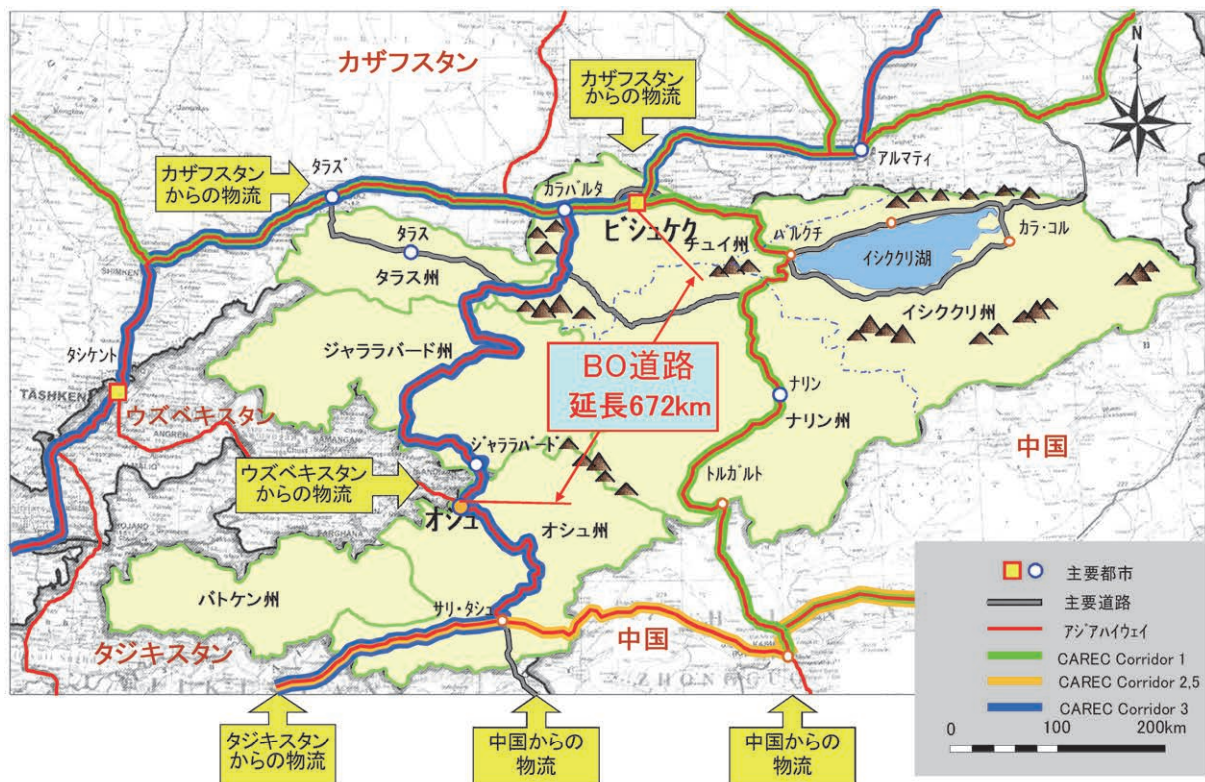 カザフスタン
カザフスタン
からの物流
N
カザフスタン
からの物流
タラズ
カラバルタ
アルマティ
ビシュケク
チュイ州
バルクチ
カラ・コル
イシククリ湖
タラス
タラス州
イシククリ州
SHIMKEN
ジャララバード州
BO道路
延長672km
タシケント
TASHKEN
ウズベキスタン
ANGREN
ナリン
ナリン州
中国
ジャララバード
ウズベキスタン
からの物流
トルガルト
オシュ
オシュ州
バトケン州
サリ・タシュ
タジキスタン
中国
ZHONGGUO
タジキスタン
からの物流
中国からの
物流
中国からの
物流
主要都市
主要道路
アジアハイウェイ
CAREC Corridor 1
CAREC Corridor 2,5
CAREC Corridor 3
0 100 200km